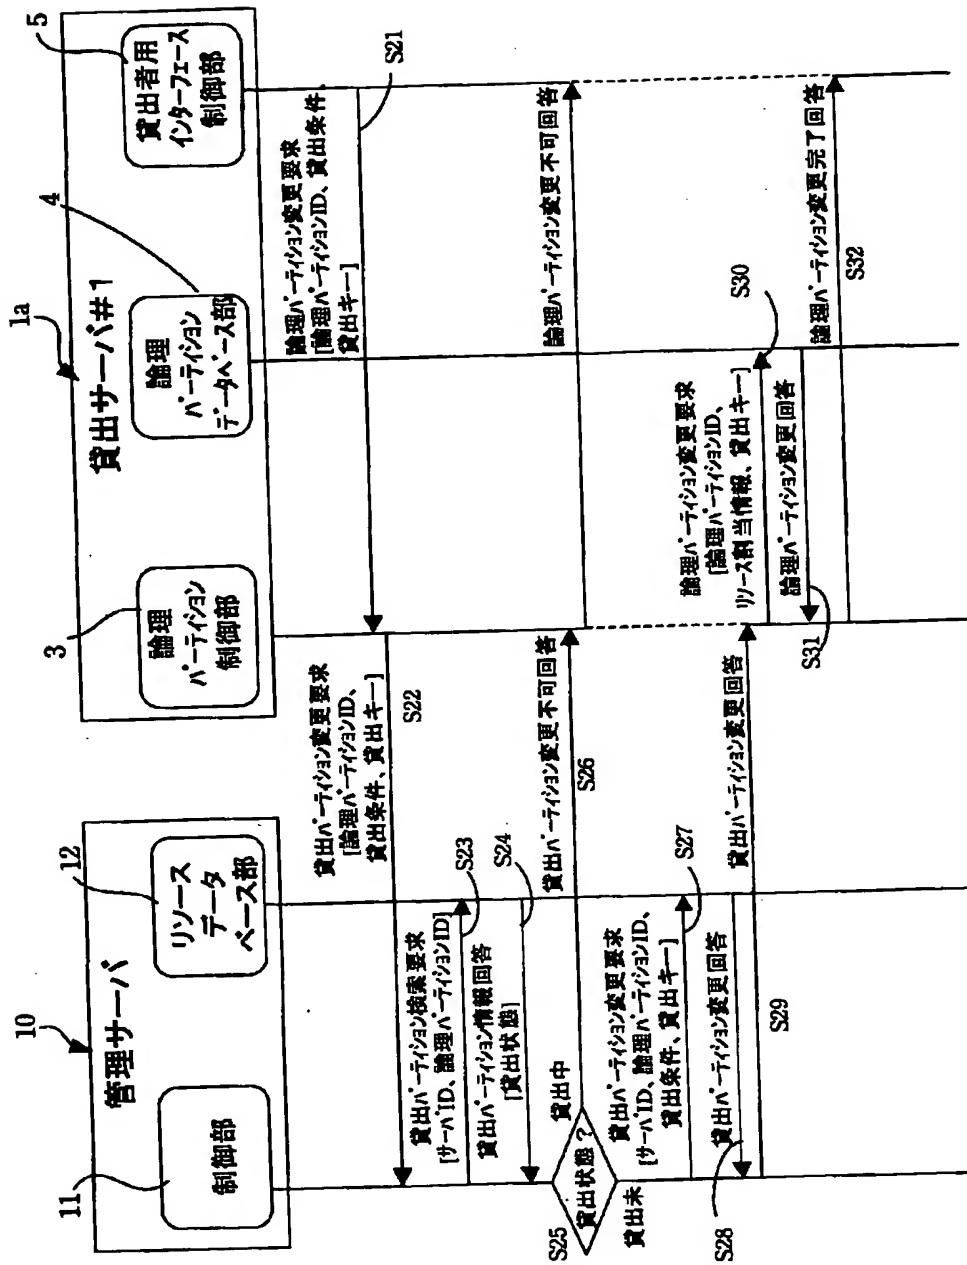 10
管理サーバ
11
制御部
12
リソース
データ
ベース部
1a
貸出サーバ#1
3
論理
パーティション
制御部
4
論理
パーティション
データベース部
5
貸出者用
インターフェース
制御部
論理パーティション変更要求
[論理パーティションID、貸出条件、
貸出キー]
S21
貸出パーティション変更要求
[論理パーティションID、
貸出条件、貸出キー]
S22
貸出パーティション検索要求
[サーバID、論理パーティションID]
S23
貸出パーティション情報回答
[貸出状態]
S24
S25
貸出状態?
貸出中
貸出未
貸出パーティション変更不可回答
S26
論理パーティション変更不可回答
貸出パーティション変更要求
[サーバID、論理パーティションID、
貸出条件、貸出キー]
S27
貸出パーティション変更回答
S28
貸出パーティション変更回答
S29
論理パーティション変更要求
[論理パーティションID、
リソース割当情報、貸出キー]
S30
論理パーティション変更回答
S31
論理パーティション変更完了回答
S32